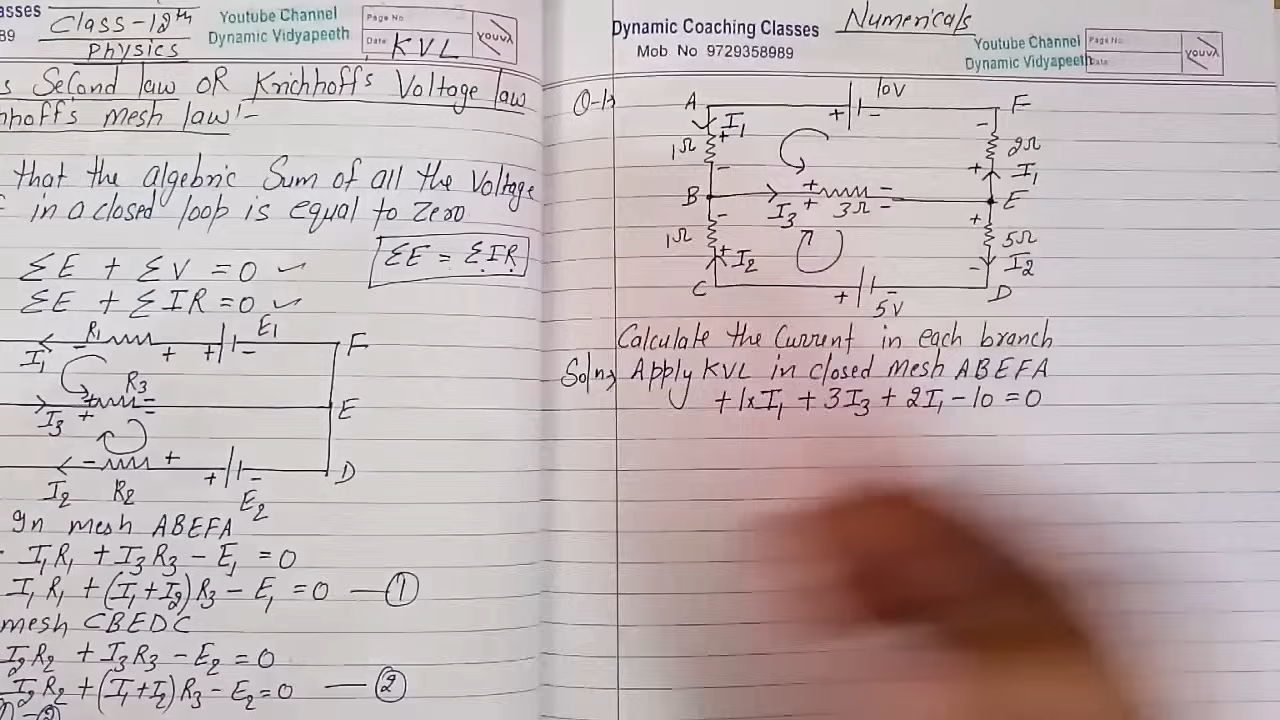 asses
89
Class-12th
Physics
Youtube Channel
Dynamic Vidyapeeth
Page No
Date
KVL
youva
s Second law OR Krichhoff's Voltage law
hhoff's mesh law:-
that the algebric Sum of all the Voltage
in a closed loop is equal to Zero
ΣE + ΣV = 0
ΣE + ΣIR = 0
ΣE = ΣIR
R1 + + - E1 F
I1
R3
I3 + E
- + + - D
I2 R2 E2
In mesh ABEFA
I1R1 + I3R3 - E1 = 0
I1R1 + (I1+I2)R3 - E1 = 0 — ①
mesh CBEDC
I2R2 + I3R3 - E2 = 0
I2R2 + (I1+I2)R3 - E2 = 0 — ②
Dynamic Coaching Classes
Mob No 9729358989
Numericals
Youtube Channel
Dynamic Vidyapeeth
Page No.
Date
youva
Q-1
A 10V F
+ -
I1 + -
1Ω 2Ω
- + I1
B + - E
I3 + 3Ω -
- +
1Ω 5Ω
+ I2 - I2
C + - D
5V
Calculate the Current in each branch
Soln Apply KVL in closed mesh ABEFA
+1xI1 + 3I3 + 2I1 - 10 = 0